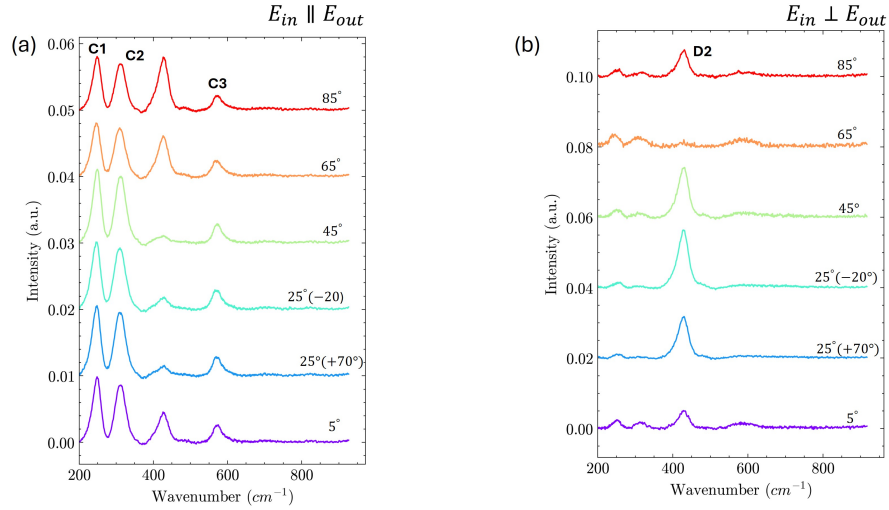 E_in ∥ E_out
(a)
C1
C2
C3
0.06
0.05
0.04
0.03
0.02
0.01
0.00
Intensity (a.u.)
85°
65°
45°
25°(−20)
25°(+70°)
5°
200 400 600 800
Wavenumber (cm⁻¹)
E_in ⊥ E_out
(b)
D2
0.10
0.08
0.06
0.04
0.02
0.00
Intensity (a.u.)
85°
65°
45°
25°(−20°)
25°(+70°)
5°
200 400 600 800
Wavenumber (cm⁻¹)